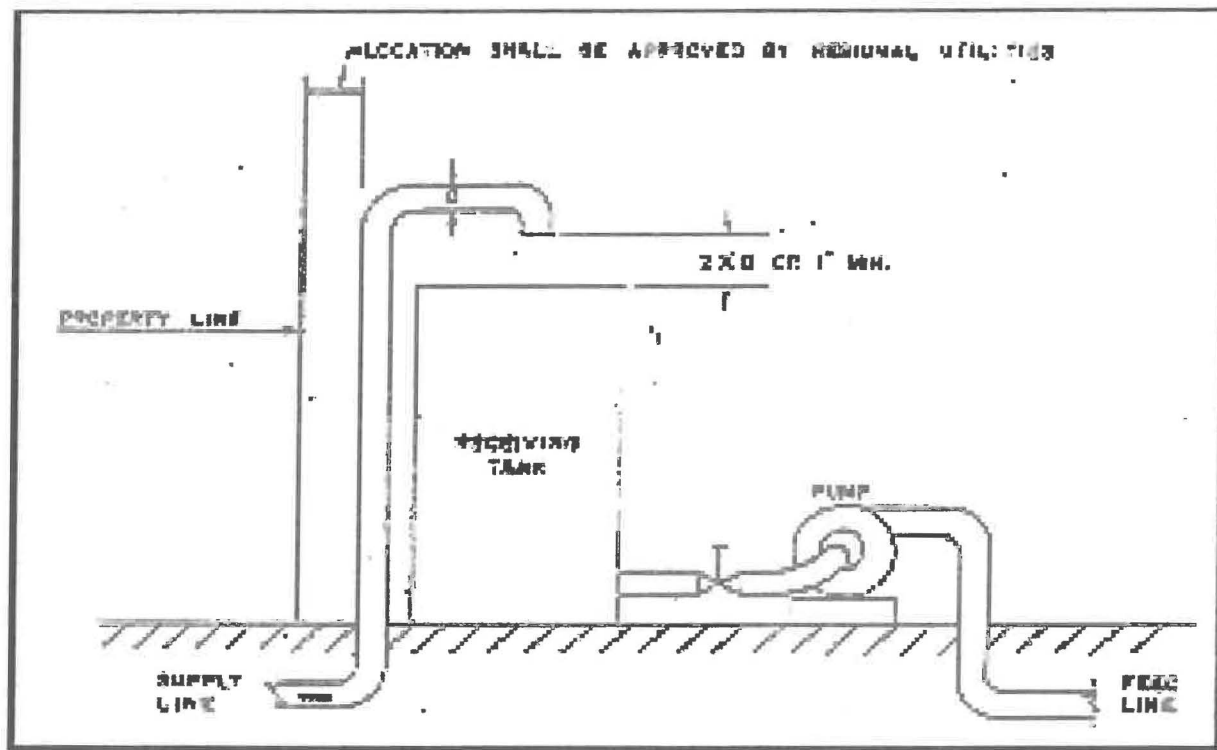 *LOCATION SHALL BE APPROVED BY REGIONAL UTILITIES
D
2 X D OR 1" MIN.
PROPERTY LINE
RECEIVING
TANK
PUMP
SUPPLY
LINE
FEED
LINE